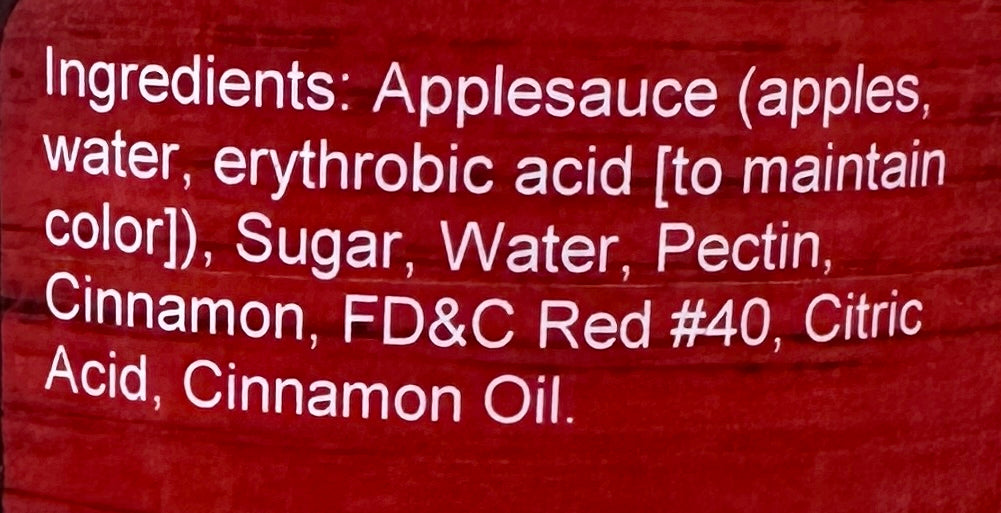 Ingredients: Applesauce (apples,
water, erythrobic acid [to maintain
color]), Sugar, Water, Pectin,
Cinnamon, FD&C Red #40, Citric
Acid, Cinnamon Oil.